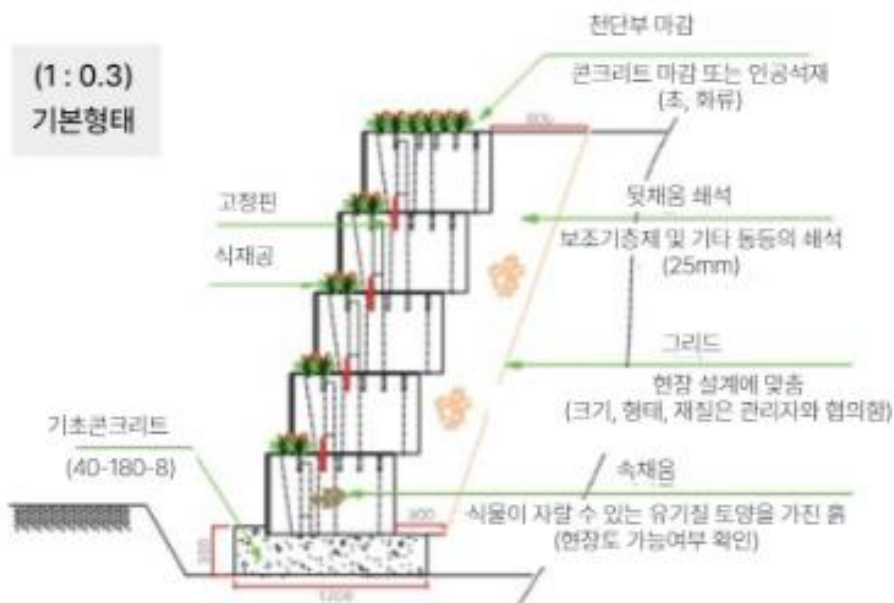 (1 : 0.3)
기본형태
천단부 마감
콘크리트 마감 또는 인공석재
(초, 화류)
고정핀
식재공
뒷채움 쇄석
보조기층제 및 기타 동등의 쇄석
(25mm)
그리드
현장 설계에 맞춤
(크기, 형태, 재질은 관리자와 협의함)
기초콘크리트
(40-180-8)
속채움
식물이 자랄 수 있는 유기질 토양을 가진 흙
(현장토 가능여부 확인)
300
1200